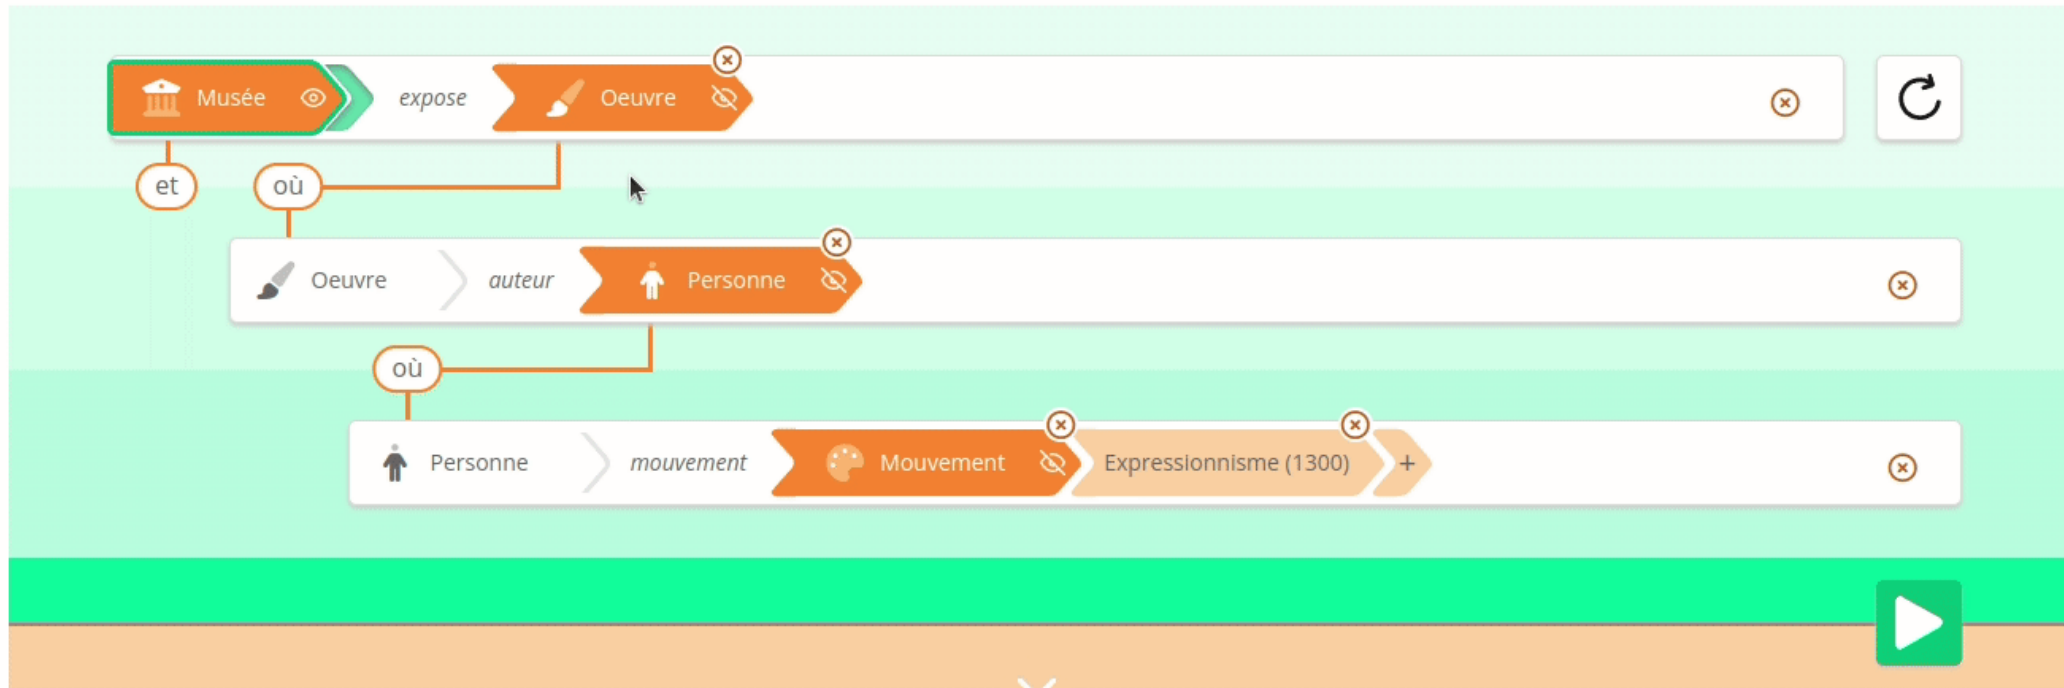 Musée expose Oeuvre
et où
Oeuvre auteur Personne
où
Personne mouvement Mouvement Expressionnisme (1300) +